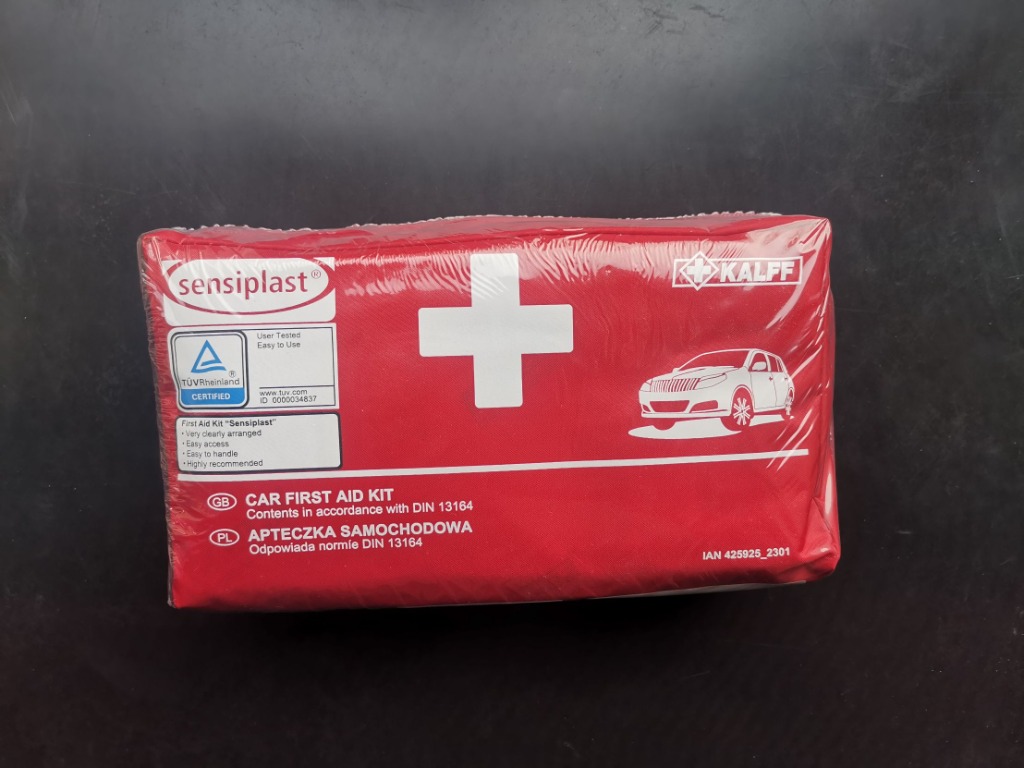 sensiplast®
KALFF
User Tested
Easy to Use
TÜVRheinland®
CERTIFIED
www.tuv.com
ID 0000034837
First Aid Kit "Sensiplast"
• Very clearly arranged
• Easy access
• Easy to handle
• Highly recommended
GB CAR FIRST AID KIT
Contents in accordance with DIN 13164
PL APTECZKA SAMOCHODOWA
Odpowiada normie DIN 13164
IAN 425925_2301